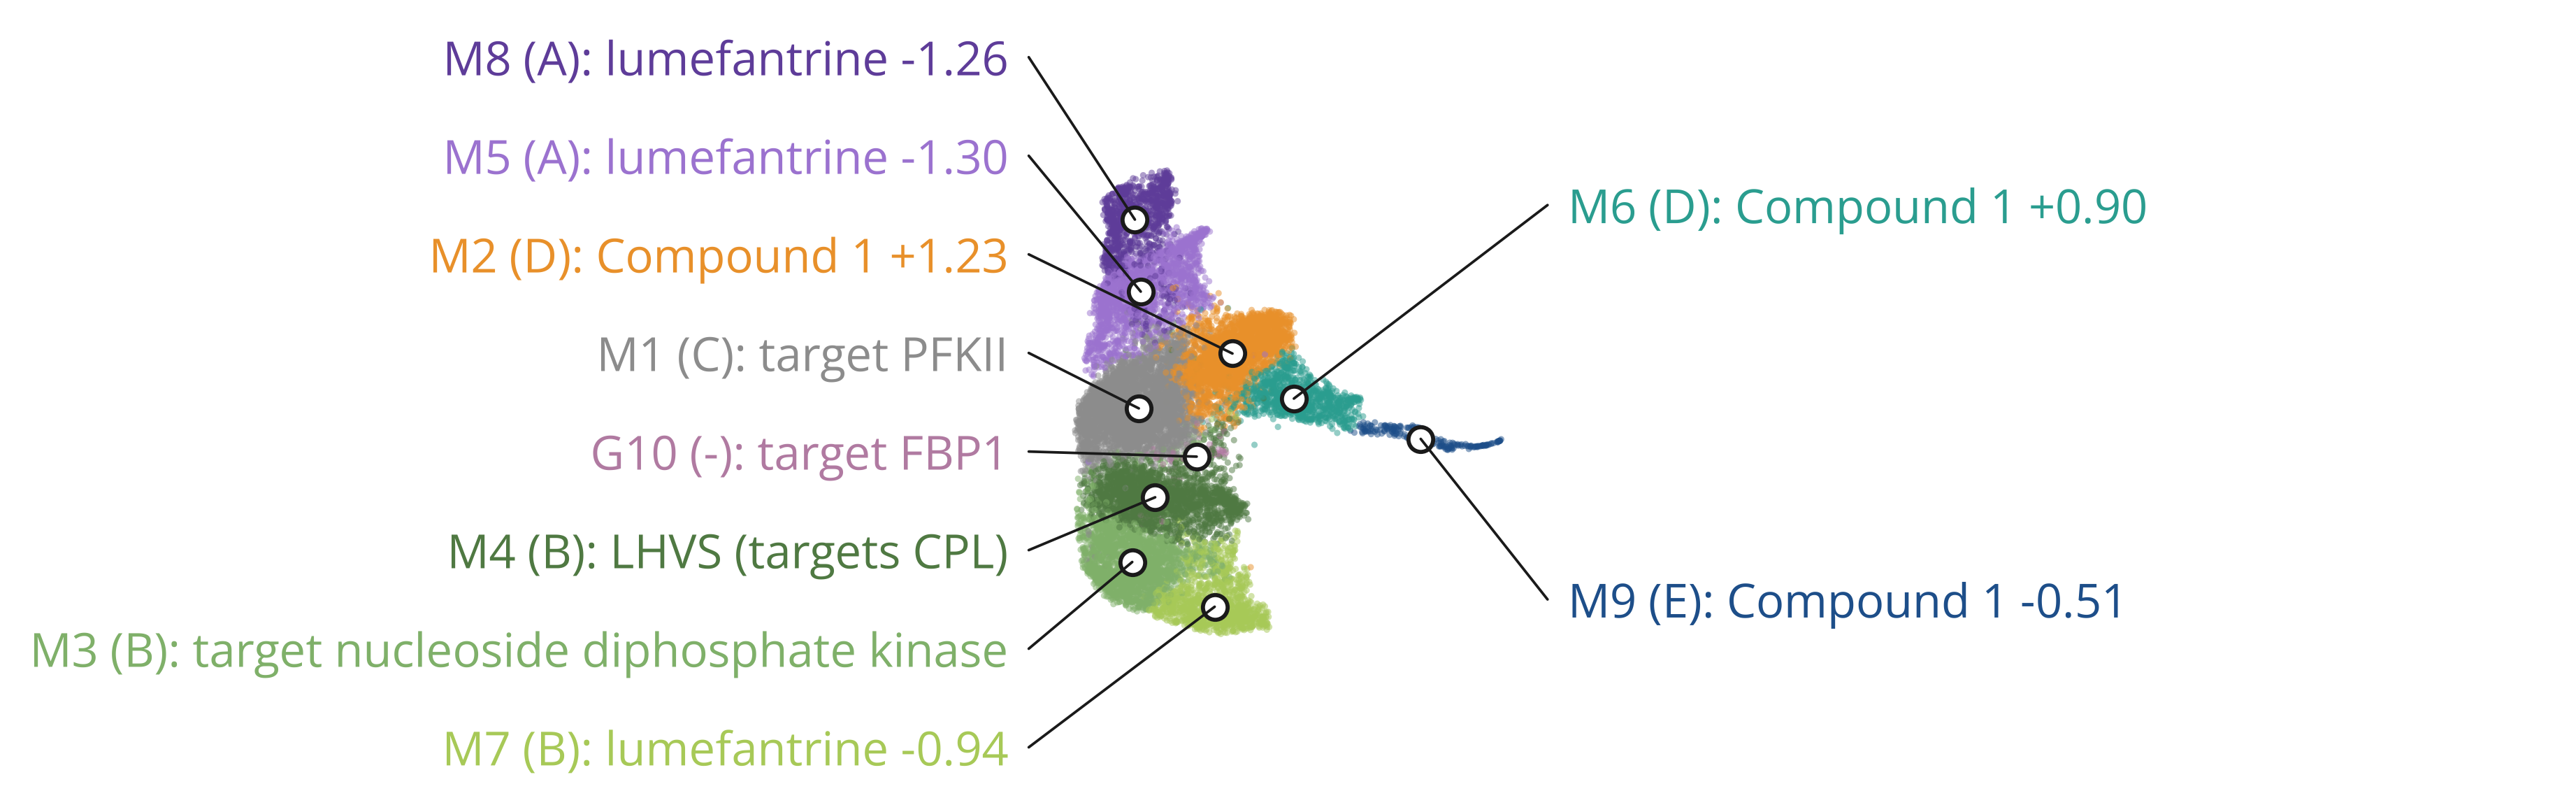 M8 (A): lumefantrine -1.26
M5 (A): lumefantrine -1.30
M2 (D): Compound 1 +1.23
M1 (C): target PFKII
G10 (-): target FBP1
M4 (B): LHVS (targets CPL)
M3 (B): target nucleoside diphosphate kinase
M7 (B): lumefantrine -0.94
M6 (D): Compound 1 +0.90
M9 (E): Compound 1 -0.51